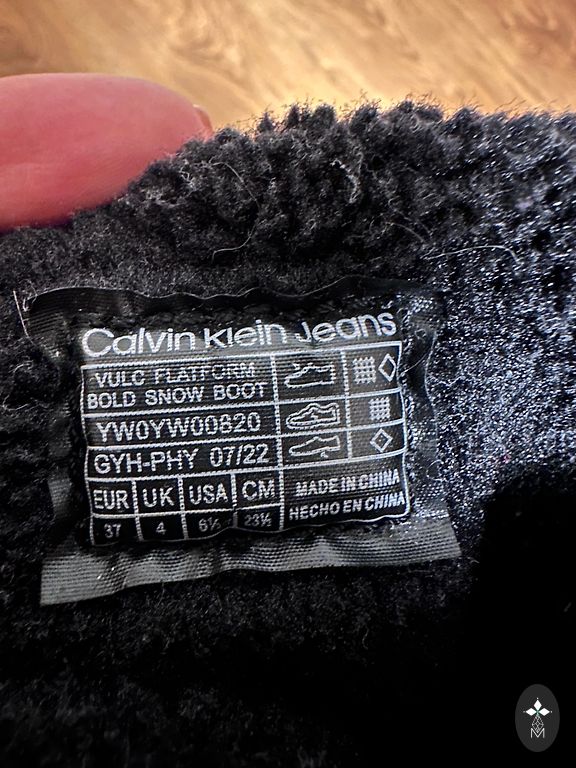 Calvin Klein Jeans
VULC FLATFORM
BOLD SNOW BOOT
YW0YW00820
GYH-PHY 07/22
EUR UK USA CM
37 4 6½ 23½
MADE IN CHINA
HECHO EN CHINA
M